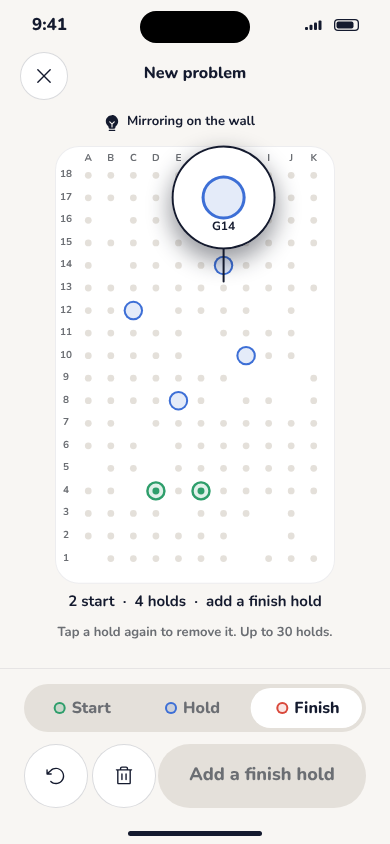 9:41
New problem
Mirroring on the wall
A B C D E I J K
18
17
G14
16
15
14
13
12
11
10
9
8
7
6
5
4
3
2
1
2 start · 4 holds · add a finish hold
Tap a hold again to remove it. Up to 30 holds.
Start Hold Finish
Add a finish hold